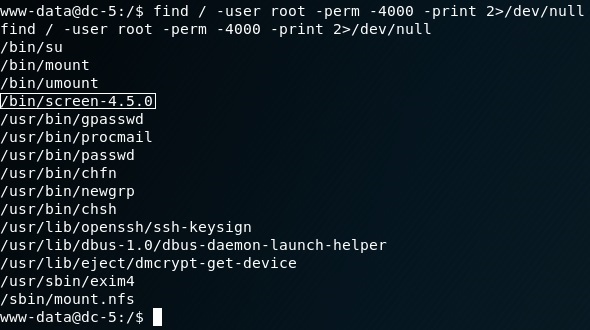 www-data@dc-5:/$ find / -user root -perm -4000 -print 2>/dev/null
find / -user root -perm -4000 -print 2>/dev/null
/bin/su
/bin/mount
/bin/umount
/bin/screen-4.5.0
/usr/bin/gpasswd
/usr/bin/procmail
/usr/bin/passwd
/usr/bin/chfn
/usr/bin/newgrp
/usr/bin/chsh
/usr/lib/openssh/ssh-keysign
/usr/lib/dbus-1.0/dbus-daemon-launch-helper
/usr/lib/eject/dmcrypt-get-device
/usr/sbin/exim4
/sbin/mount.nfs
www-data@dc-5:/$